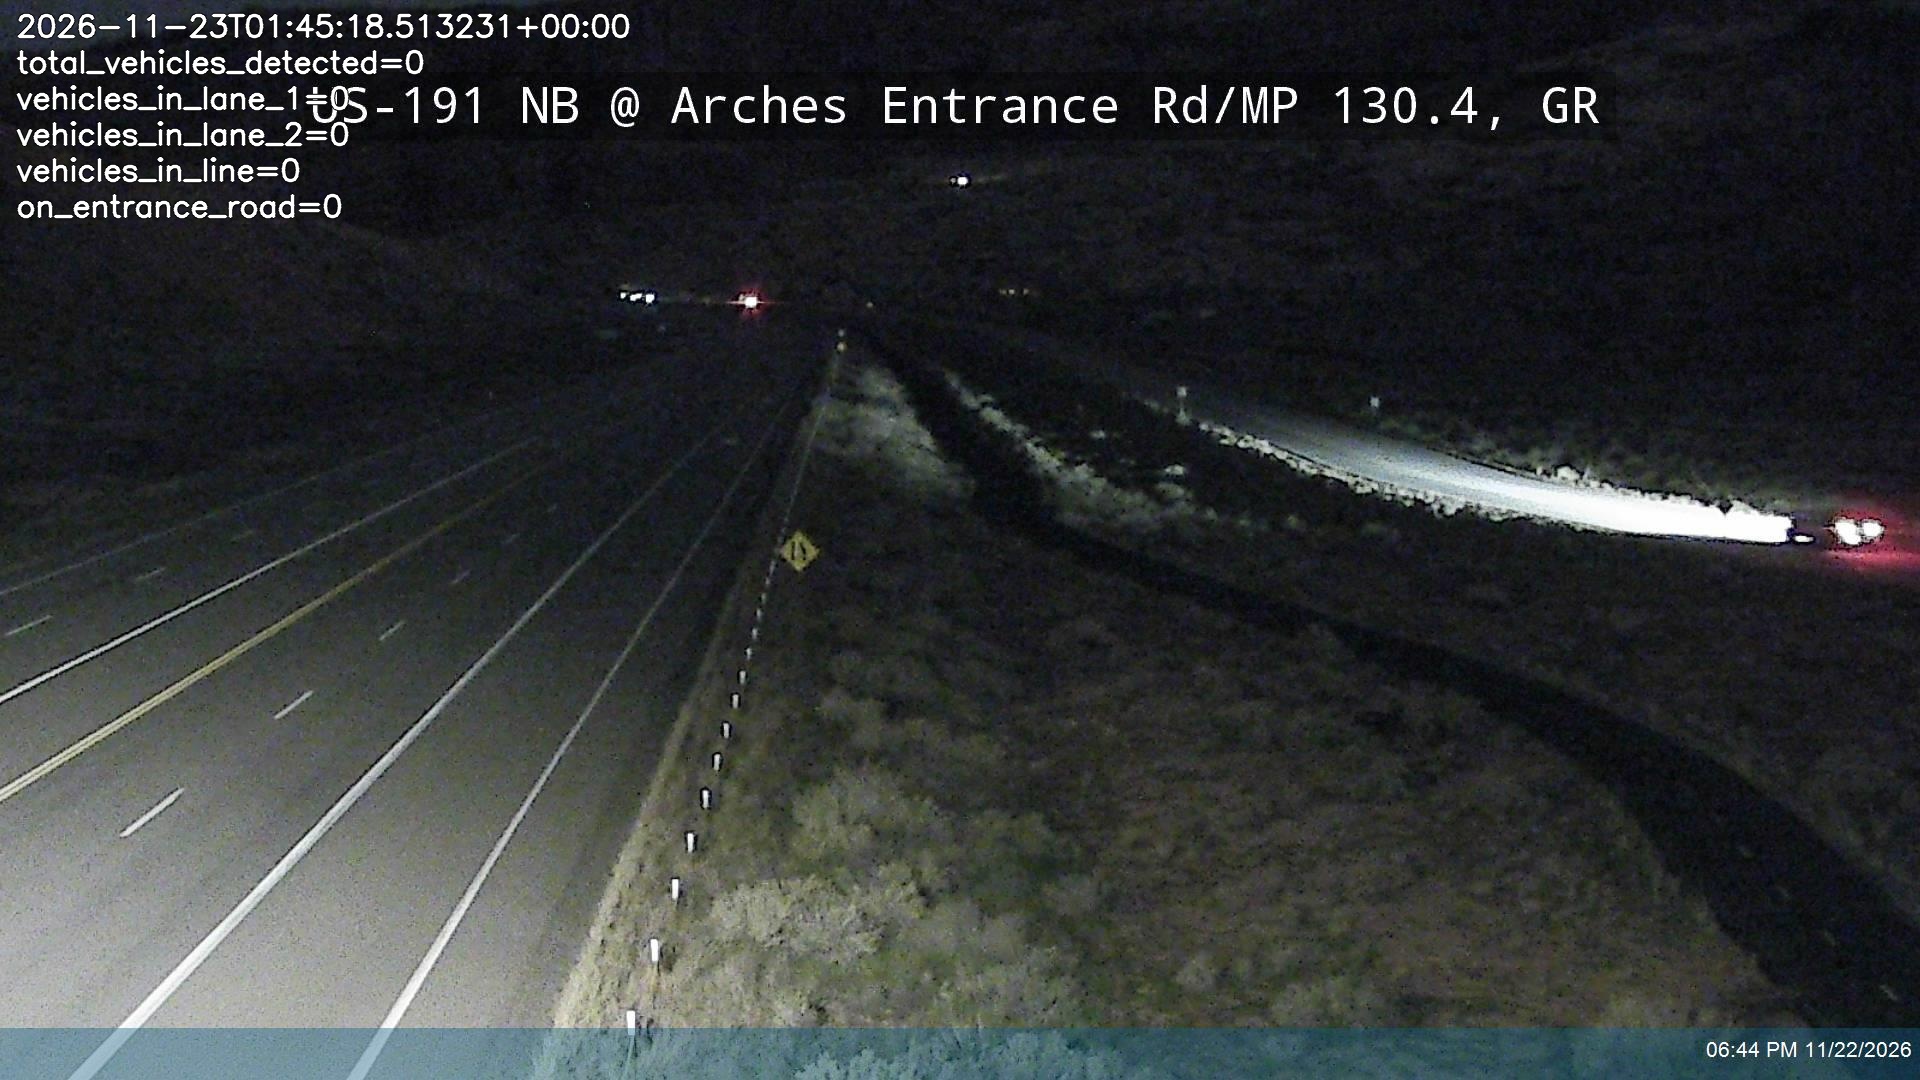 2026-11-23T01:45:18.513231+00:00
total_vehicles_detected=0
vehicles_in_lane_1=0
US-191 NB @ Arches Entrance Rd/MP 130.4, GR
vehicles_in_lane_2=0
vehicles_in_line=0
on_entrance_road=0
06:44 PM 11/22/2026